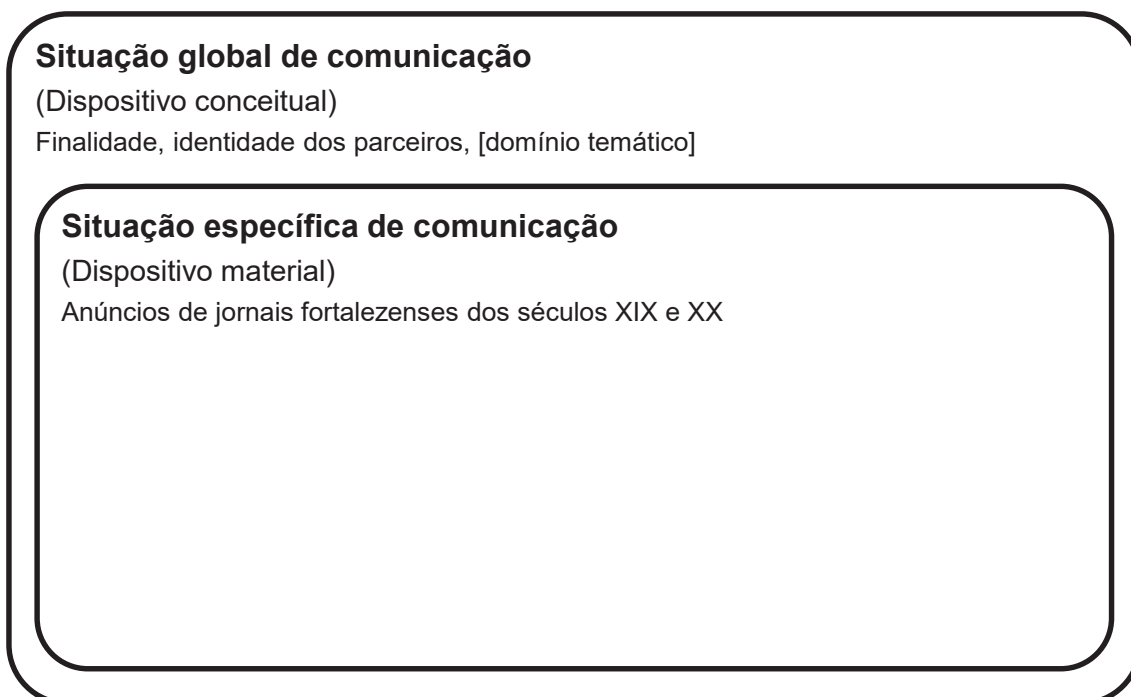 Situação global de comunicação
(Dispositivo conceitual)
Finalidade, identidade dos parceiros, [domínio temático]
Situação específica de comunicação
(Dispositivo material)
Anúncios de jornais fortalezenses dos séculos XIX e XX